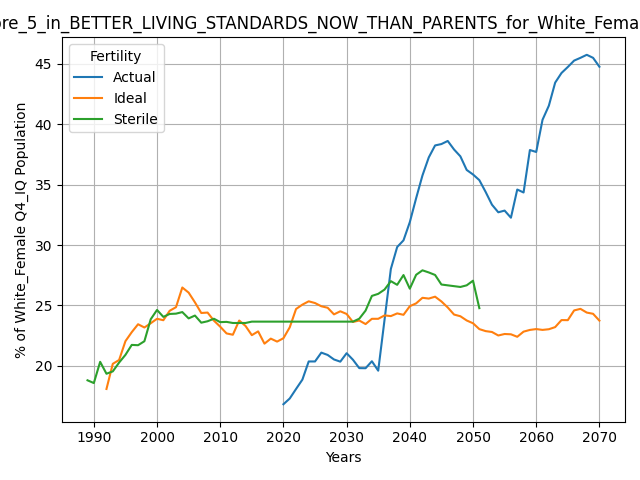 ore_5_in_BETTER_LIVING_STANDARDS_NOW_THAN_PARENTS_for_White_Fema
Fertility
Actual
Ideal
Sterile
% of White_Female Q4_IQ Population
45
40
35
30
25
20
1990 2000 2010 2020 2030 2040 2050 2060 2070
Years